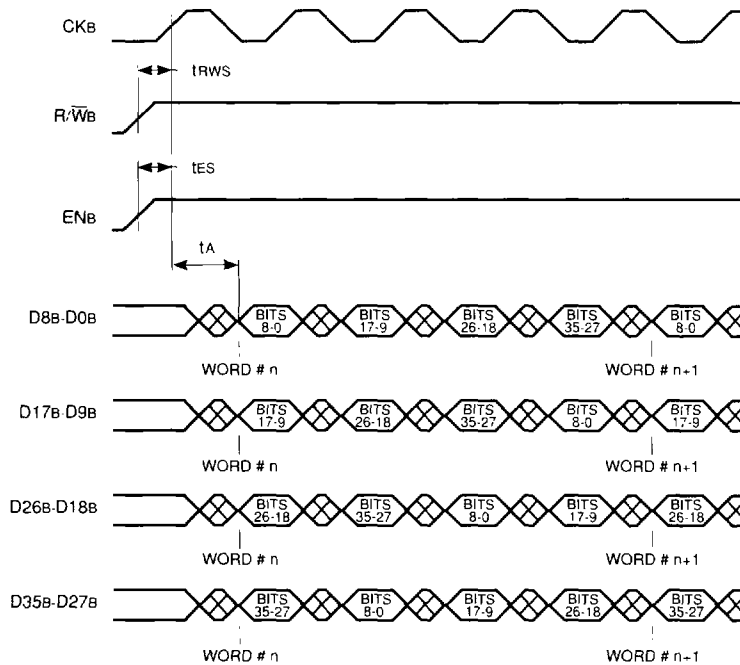 CKB
tRWS
R/W̅B
tES
ENB
tA
D8B-D0B
BITS 8-0
BITS 17-9
BITS 26-18
BITS 35-27
BITS 8-0
WORD # n
WORD # n+1
D17B-D9B
BITS 17-9
BITS 26-18
BITS 35-27
BITS 8-0
BITS 17-9
WORD # n
WORD # n+1
D26B-D18B
BITS 26-18
BITS 35-27
BITS 8-0
BITS 17-9
BITS 26-18
WORD # n
WORD # n+1
D35B-D27B
BITS 35-27
BITS 8-0
BITS 17-9
BITS 26-18
BITS 35-27
WORD # n
WORD # n+1